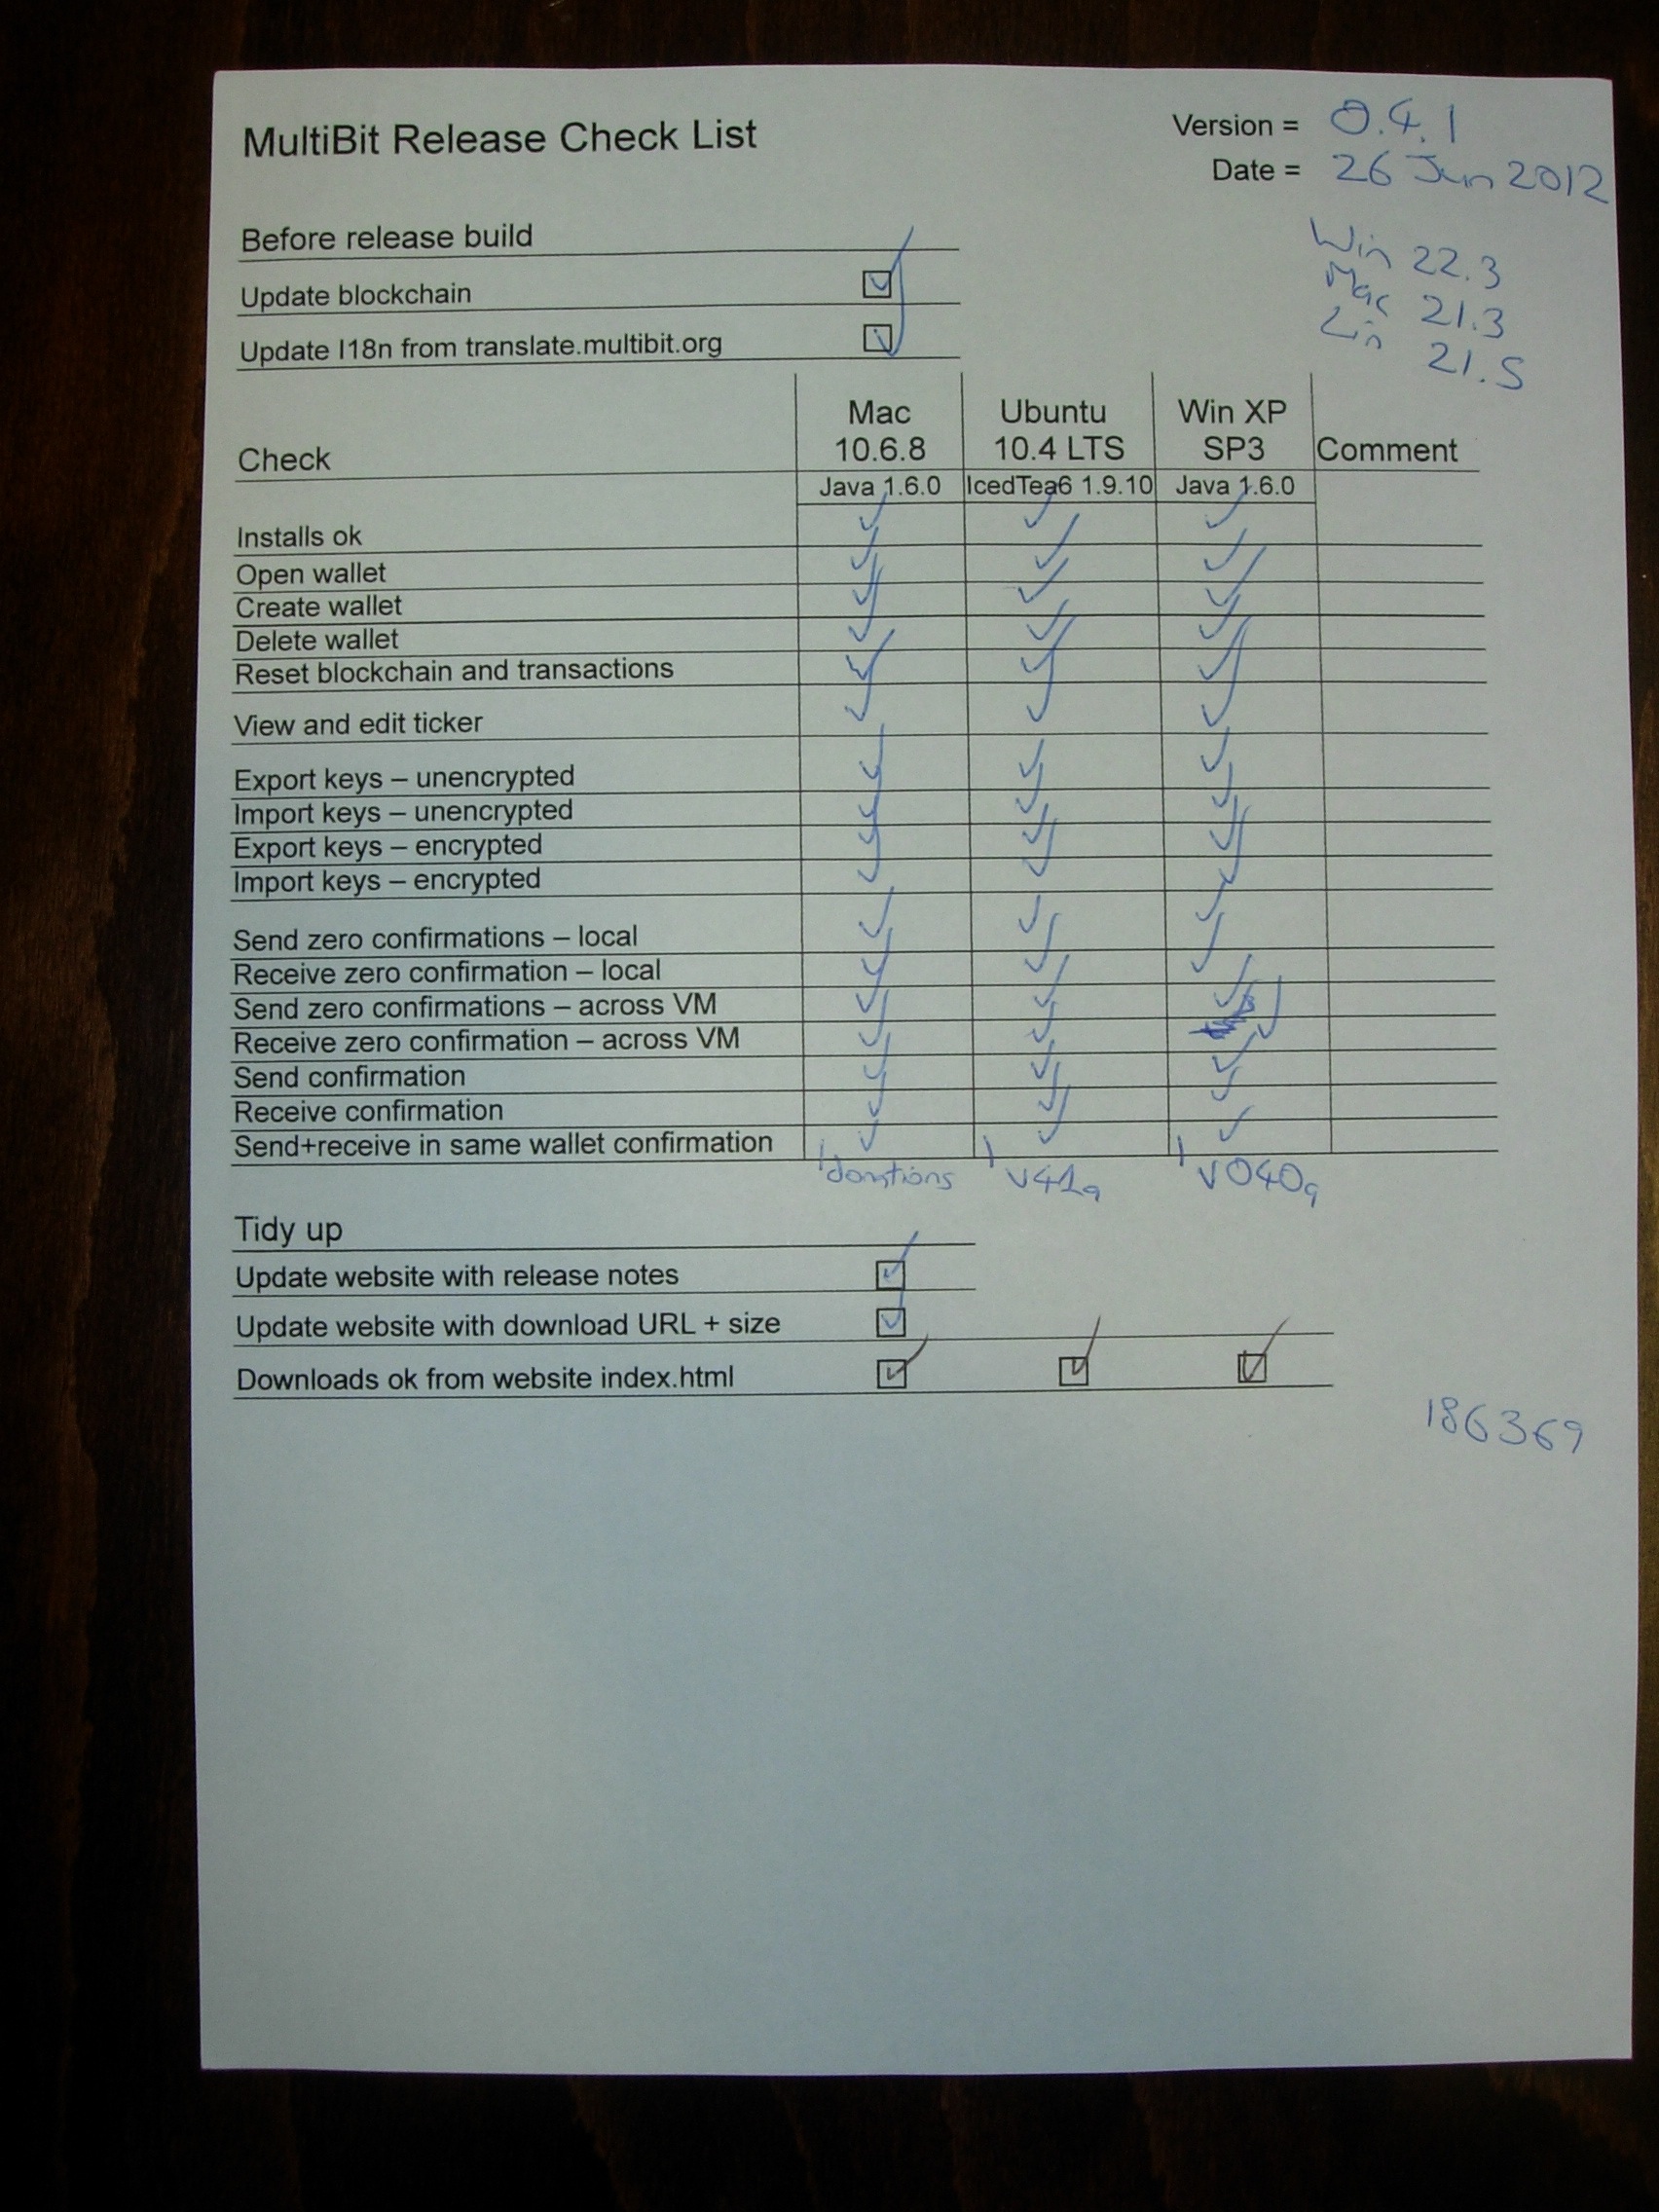 MultiBit Release Check List
Version = 0.4.1
Date = 26 Jun 2012
Win 22.3
Mac 21.3
Lin 21.5
Before release build
Update blockchain
Update I18n from translate.multibit.org
Check
Mac 10.6.8
Ubuntu 10.4 LTS
Win XP SP3
Comment
Java 1.6.0
IcedTea6 1.9.10
Java 1.6.0
Installs ok
Open wallet
Create wallet
Delete wallet
Reset blockchain and transactions
View and edit ticker
Export keys – unencrypted
Import keys – unencrypted
Export keys – encrypted
Import keys – encrypted
Send zero confirmations – local
Receive zero confirmation – local
Send zero confirmations – across VM
Receive zero confirmation – across VM
Send confirmation
Receive confirmation
Send+receive in same wallet confirmation
donations
v41a
v040a
Tidy up
Update website with release notes
Update website with download URL + size
Downloads ok from website index.html
186369